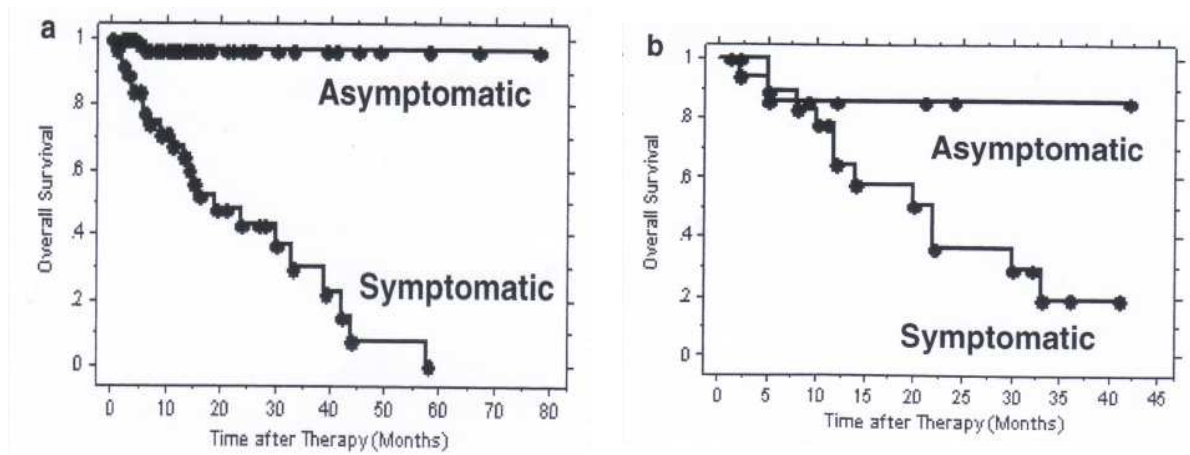 a
1
.8
.6
.4
.2
0
Overall Survival
Asymptomatic
Symptomatic
0 10 20 30 40 50 60 70 80
Time after Therapy (Months)
b
1
.8
.6
.4
.2
0
Overall Survival
Asymptomatic
Symptomatic
0 5 10 15 20 25 30 35 40 45
Time after Therapy (Months)